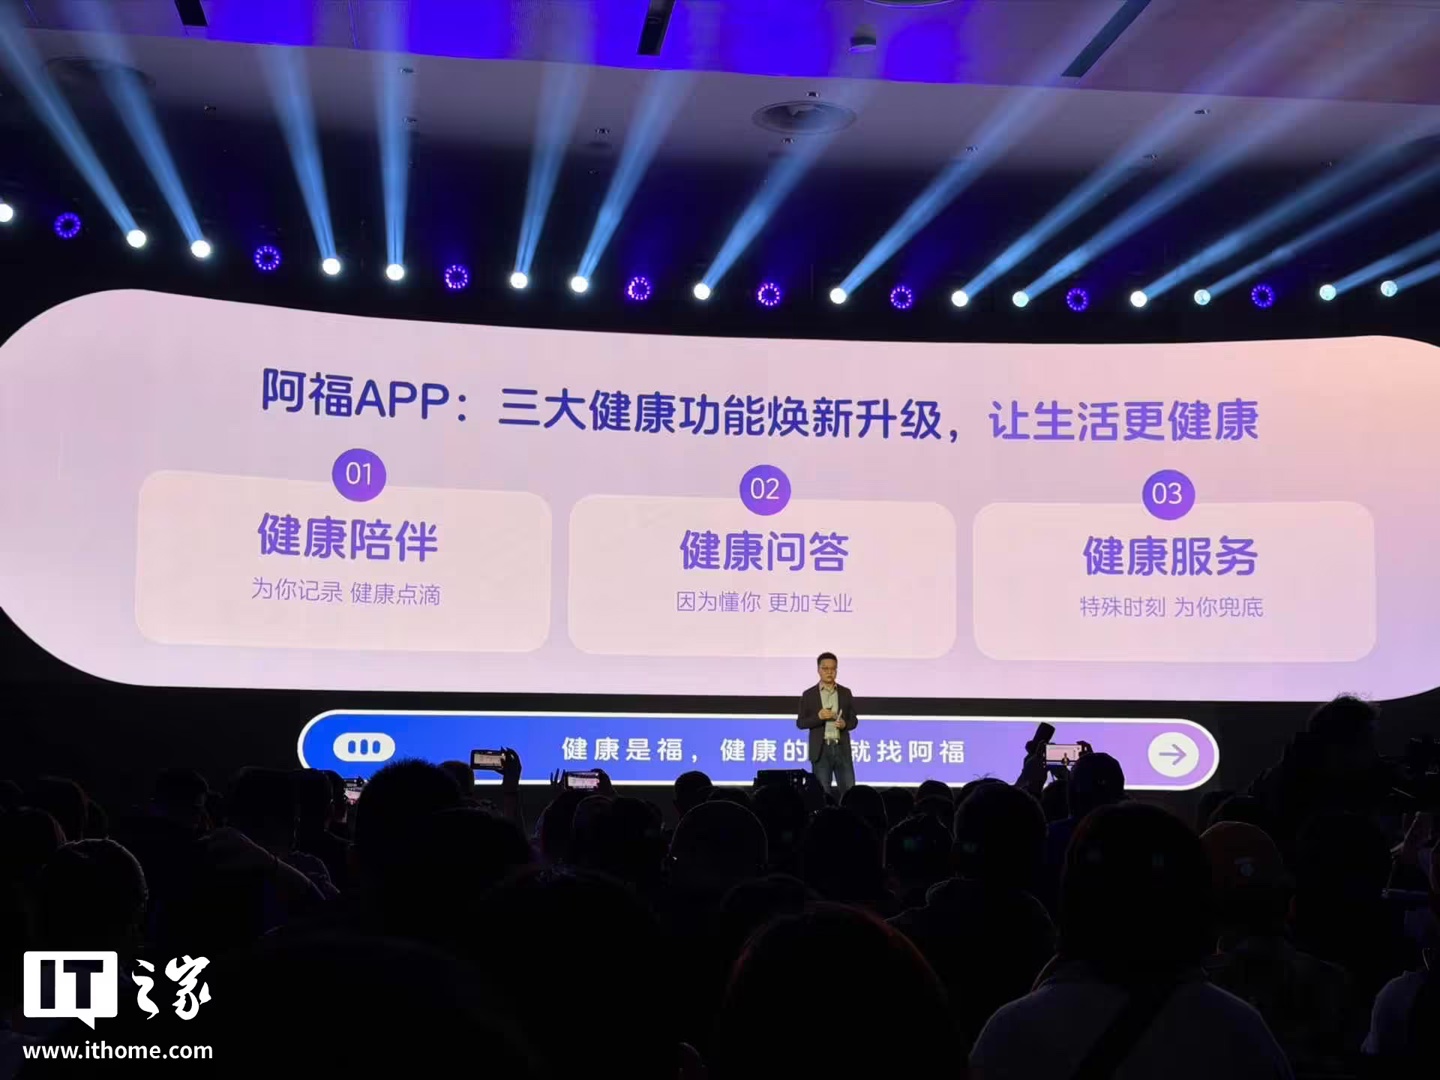 阿福APP：三大健康功能焕新升级，让生活更健康
01
健康陪伴
为你记录 健康点滴
02
健康问答
因为懂你 更加专业
03
健康服务
特殊时刻 为你兜底
健康是福，健康的 就找阿福
IT之家
www.ithome.com